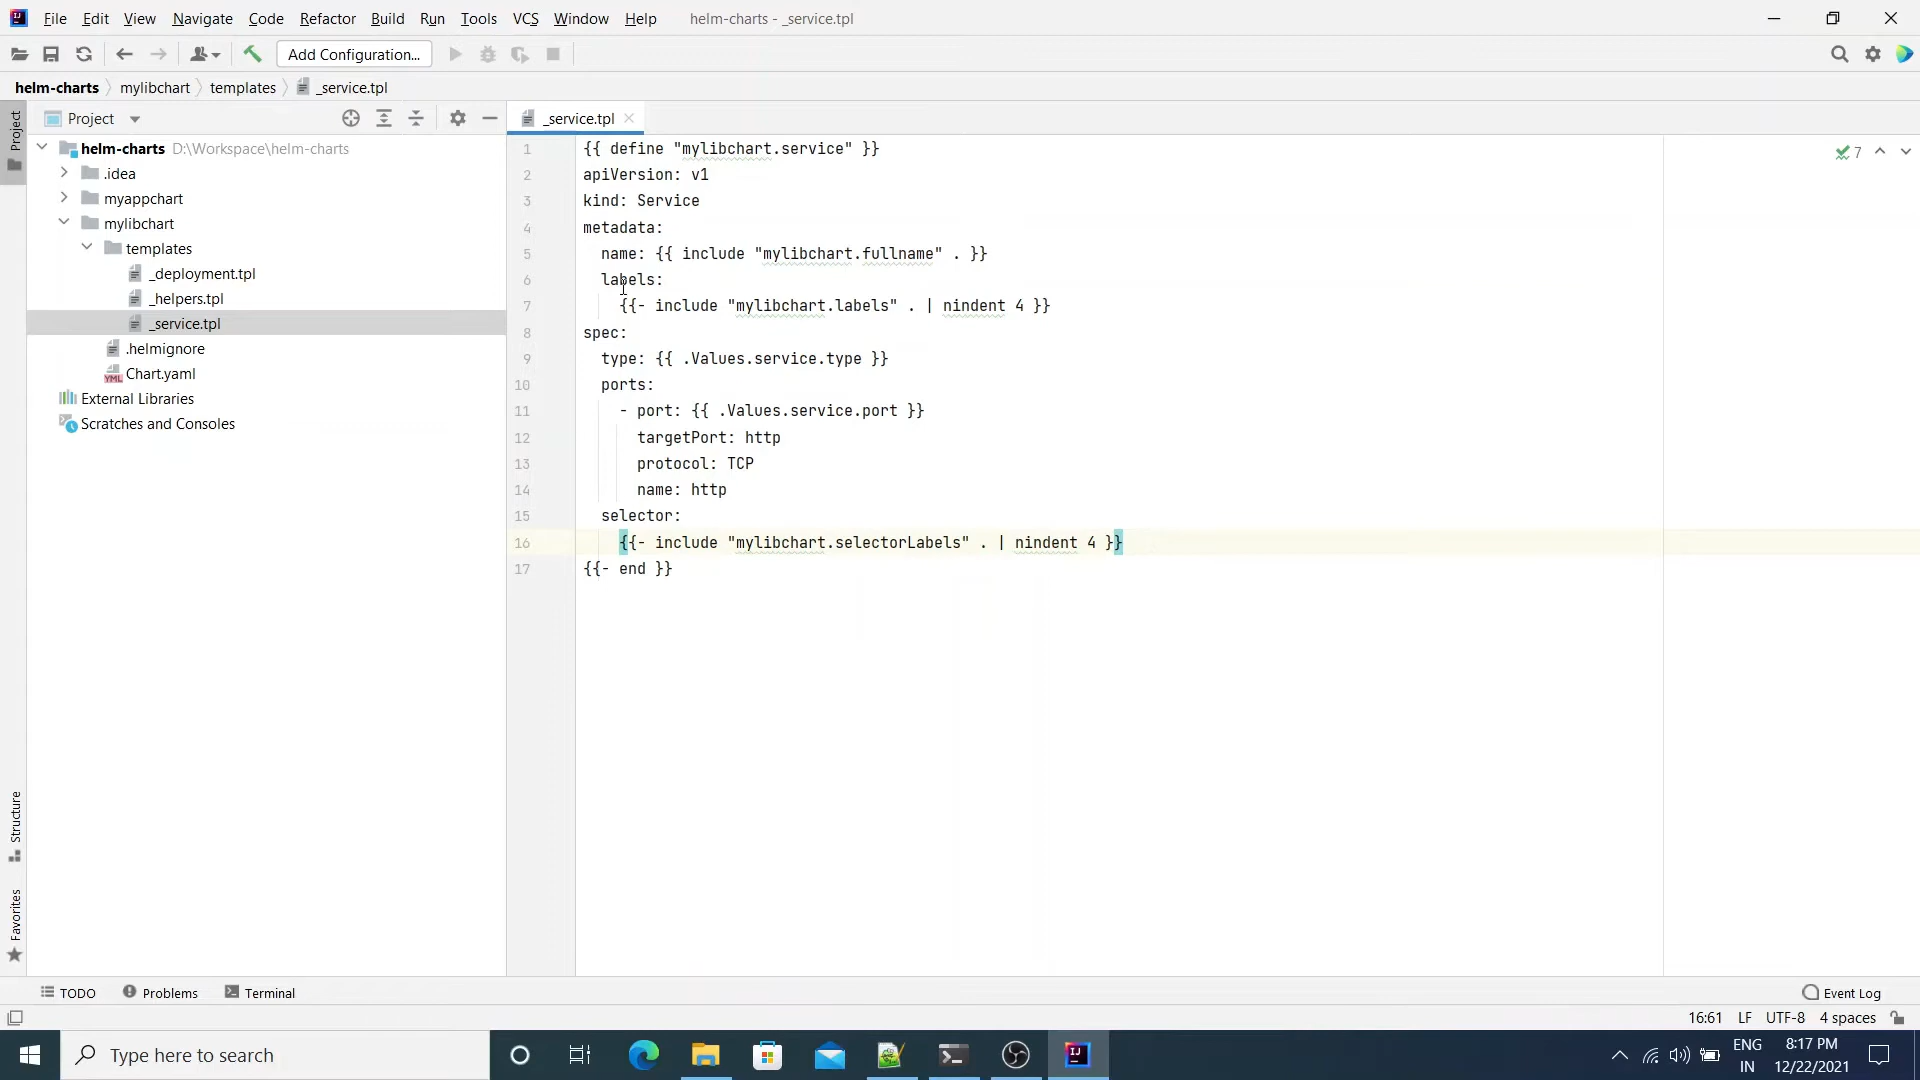 File Edit View Navigate Code Refactor Build Run Tools VCS Window Help helm-charts - _service.tpl
Add Configuration...
helm-charts mylibchart templates _service.tpl
Project _service.tpl
helm-charts D:\Workspace\helm-charts
.idea
myappchart
mylibchart
templates
_deployment.tpl
_helpers.tpl
_service.tpl
.helmignore
Chart.yaml
External Libraries
Scratches and Consoles
Project
Structure
Favorites
1 {{ define "mylibchart.service" }}
2 apiVersion: v1
3 kind: Service
4 metadata:
5 name: {{ include "mylibchart.fullname" . }}
6 labels:
7 {{- include "mylibchart.labels" . | nindent 4 }}
8 spec:
9 type: {{ .Values.service.type }}
10 ports:
11 - port: {{ .Values.service.port }}
12 targetPort: http
13 protocol: TCP
14 name: http
15 selector:
16 {{- include "mylibchart.selectorLabels" . | nindent 4 }}
17 {{- end }}
7
TODO Problems Terminal Event Log
16:61 LF UTF-8 4 spaces
Type here to search
ENG 8:17 PM
IN 12/22/2021